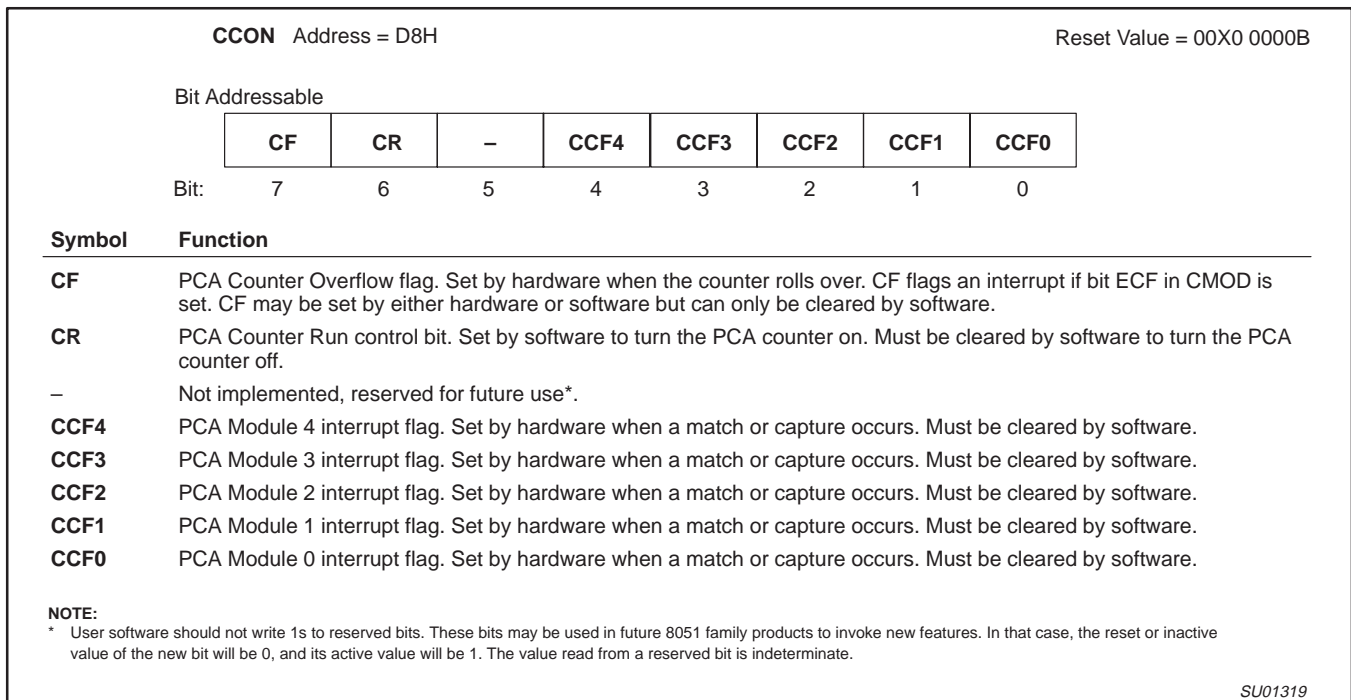 CCON Address = D8H Reset Value = 00X0 0000B
Bit Addressable
CF CR – CCF4 CCF3 CCF2 CCF1 CCF0
Bit: 7 6 5 4 3 2 1 0
Symbol Function
CF PCA Counter Overflow flag. Set by hardware when the counter rolls over. CF flags an interrupt if bit ECF in CMOD is
set. CF may be set by either hardware or software but can only be cleared by software.
CR PCA Counter Run control bit. Set by software to turn the PCA counter on. Must be cleared by software to turn the PCA
counter off.
– Not implemented, reserved for future use*.
CCF4 PCA Module 4 interrupt flag. Set by hardware when a match or capture occurs. Must be cleared by software.
CCF3 PCA Module 3 interrupt flag. Set by hardware when a match or capture occurs. Must be cleared by software.
CCF2 PCA Module 2 interrupt flag. Set by hardware when a match or capture occurs. Must be cleared by software.
CCF1 PCA Module 1 interrupt flag. Set by hardware when a match or capture occurs. Must be cleared by software.
CCF0 PCA Module 0 interrupt flag. Set by hardware when a match or capture occurs. Must be cleared by software.
NOTE:
* User software should not write 1s to reserved bits. These bits may be used in future 8051 family products to invoke new features. In that case, the reset or inactive
value of the new bit will be 0, and its active value will be 1. The value read from a reserved bit is indeterminate.
SU01319